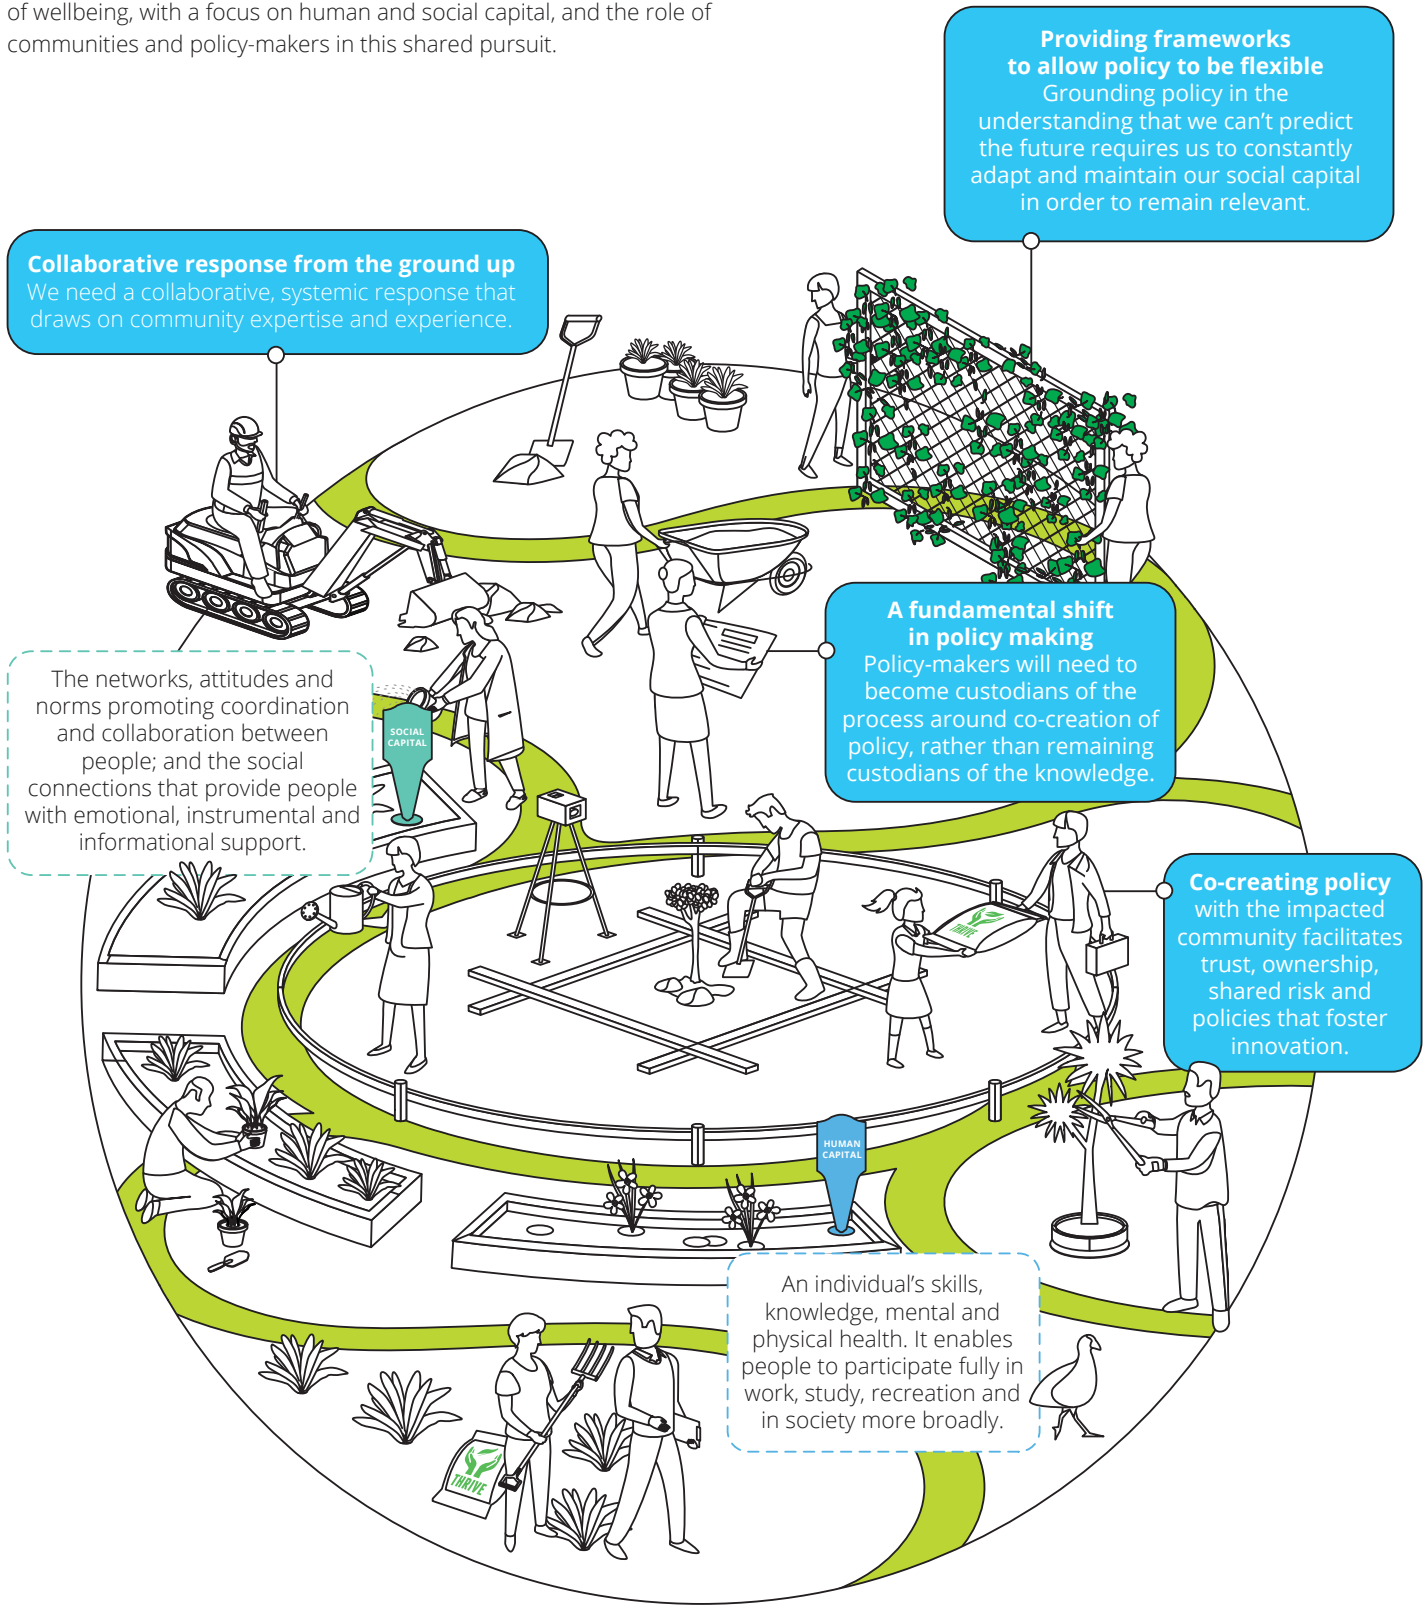 of wellbeing, with a focus on human and social capital, and the role of
communities and policy-makers in this shared pursuit.
Providing frameworks
to allow policy to be flexible
Grounding policy in the
understanding that we can’t predict
the future requires us to constantly
adapt and maintain our social capital
in order to remain relevant.
Collaborative response from the ground up
We need a collaborative, systemic response that
draws on community expertise and experience.
A fundamental shift
in policy making
Policy-makers will need to
become custodians of the
process around co-creation of
policy, rather than remaining
custodians of the knowledge.
The networks, attitudes and
norms promoting coordination
and collaboration between
people; and the social
connections that provide people
with emotional, instrumental and
informational support.
SOCIAL
CAPITAL
Co-creating policy
with the impacted
community facilitates
trust, ownership,
shared risk and
policies that foster
innovation.
THRIVE
HUMAN
CAPITAL
An individual’s skills,
knowledge, mental and
physical health. It enables
people to participate fully in
work, study, recreation and
in society more broadly.
THRIVE